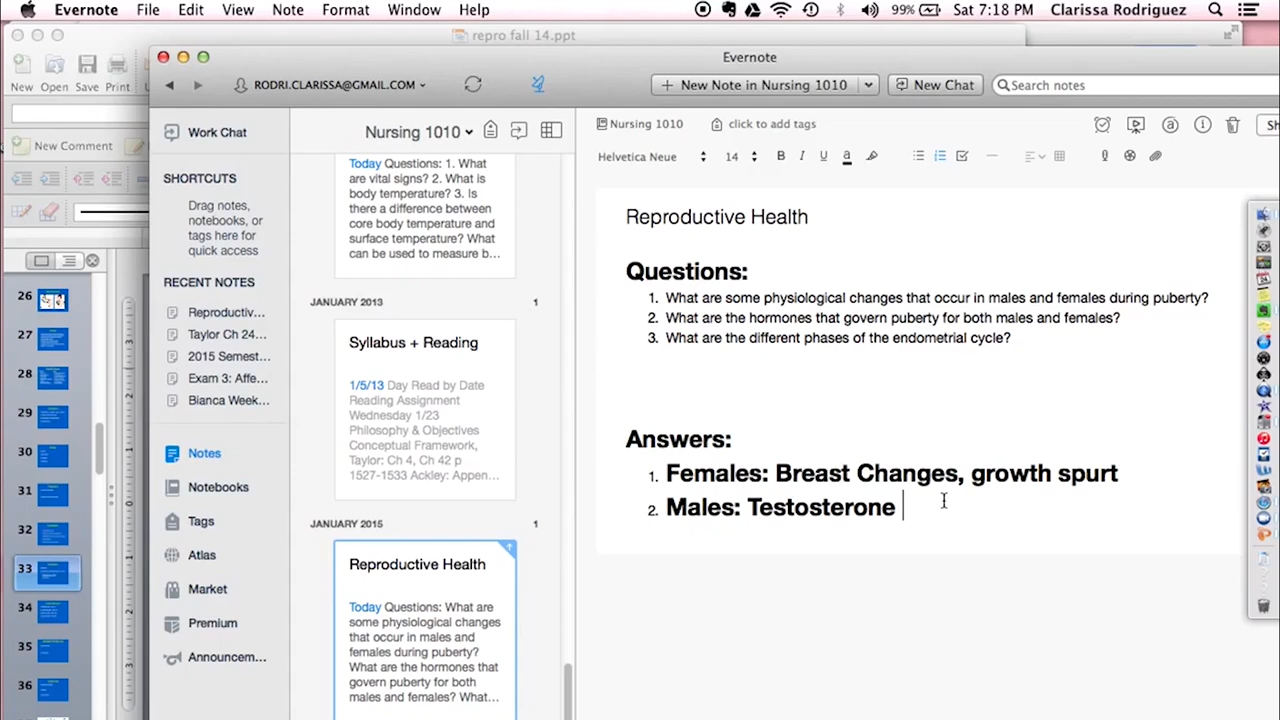 Evernote File Edit View Note Format Window Help 99% Sat 7:18 PM Clarissa Rodriguez
repro fall 14.ppt
Evernote
New Open Save Print
RODRI.CLARISSA@GMAIL.COM
+ New Note in Nursing 1010
New Chat
Search notes
New Comment
Work Chat
SHORTCUTS
Drag notes,
notebooks, or
tags here for
quick access
RECENT NOTES
Reproductiv...
Taylor Ch 24...
2015 Semest...
Exam 3: Affe...
Bianca Week...
Notes
Notebooks
Tags
Atlas
Market
Premium
Announcem...
26
27
28
29
30
31
32
33
34
35
36
Nursing 1010
Today Questions: 1. What
are vital signs? 2. What is
body temperature? 3. Is
there a difference between
core body temperature and
surface temperature? What
can be used to measure b...
JANUARY 2013 1
Syllabus + Reading
1/5/13 Day Read by Date
Reading Assignment
Wednesday 1/23
Philosophy & Objectives
Conceptual Framework,
Taylor: Ch 4, Ch 42 p
1527-1533 Ackley: Appen...
JANUARY 2015 1
Reproductive Health
Today Questions: What are
some physiological changes
that occur in males and
females during puberty?
What are the hormones that
govern puberty for both
males and females? What...
Nursing 1010 click to add tags
Sh
Helvetica Neue 14 B I U a
Reproductive Health
Questions:
1. What are some physiological changes that occur in males and females during puberty?
2. What are the hormones that govern puberty for both males and females?
3. What are the different phases of the endometrial cycle?
Answers:
1. Females: Breast Changes, growth spurt
2. Males: Testosterone